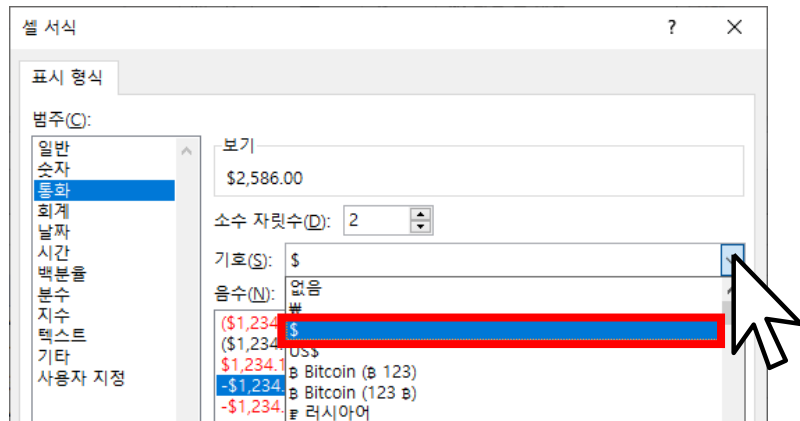 셀 서식
?
표시 형식
범주(C):
일반
숫자
통화
회계
날짜
시간
백분율
분수
지수
텍스트
기타
사용자 지정
보기
$2,586.00
소수 자릿수(D): 2
기호(S): $
음수(N):
($1,234
($1,234.
$1,234.1
-$1,234.
-$1,234.
없음
₩
$
US$
฿ Bitcoin (฿ 123)
฿ Bitcoin (123 ฿)
₽ 러시아어